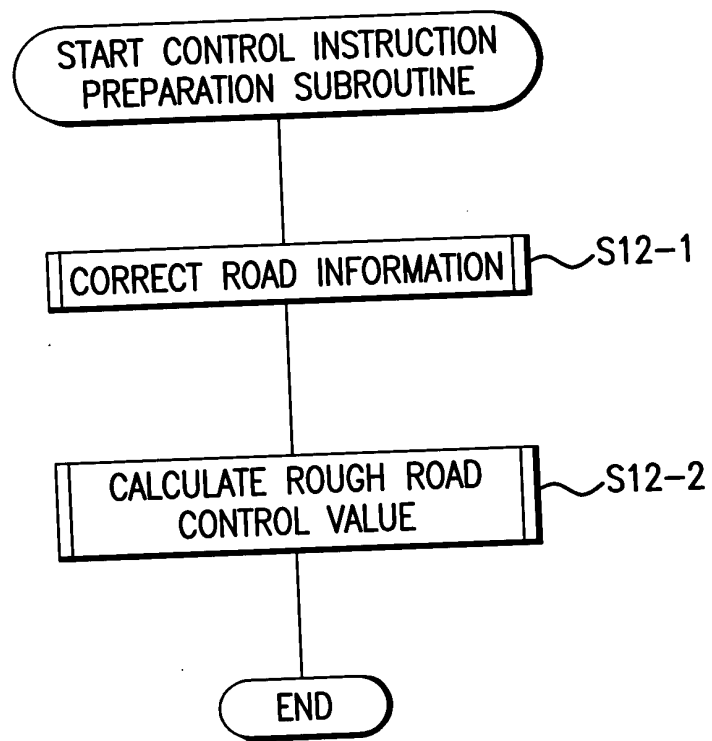 START CONTROL INSTRUCTION
PREPARATION SUBROUTINE
CORRECT ROAD INFORMATION
S12-1
CALCULATE ROUGH ROAD
CONTROL VALUE
S12-2
END